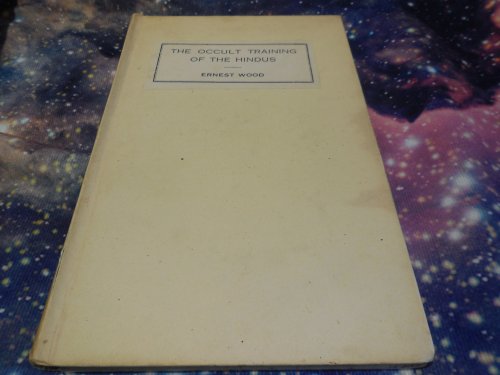 THE OCCULT TRAINING
OF THE HINDUS
ERNEST WOOD